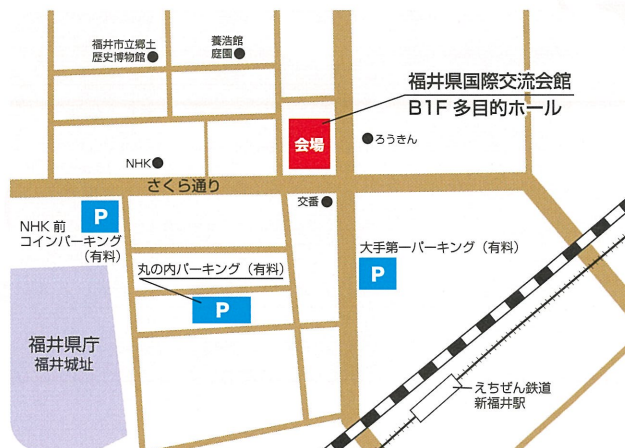 福井市立郷土
歴史博物館
養浩館
庭園
福井県国際交流会館
B1F 多目的ホール
会場
ろうきん
NHK
さくら通り
交番
P
NHK 前
コインパーキング
(有料)
大手第一パーキング (有料)
P
丸の内パーキング (有料)
P
福井県庁
福井城址
えちぜん鉄道
新福井駅